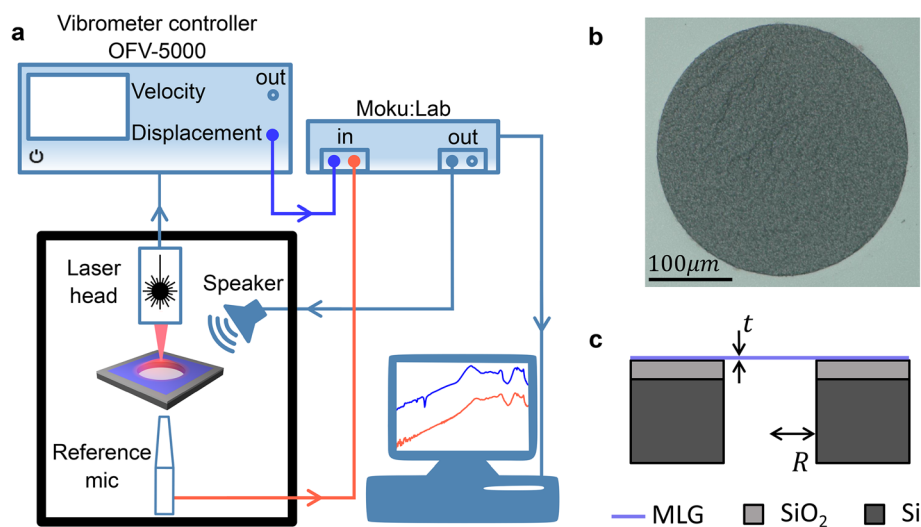 a
Vibrometer controller
OFV-5000
out
Velocity
Displacement
Moku:Lab
in
out
Laser
head
Speaker
Reference
mic
b
100μm
c
t
R
MLG
SiO₂
Si